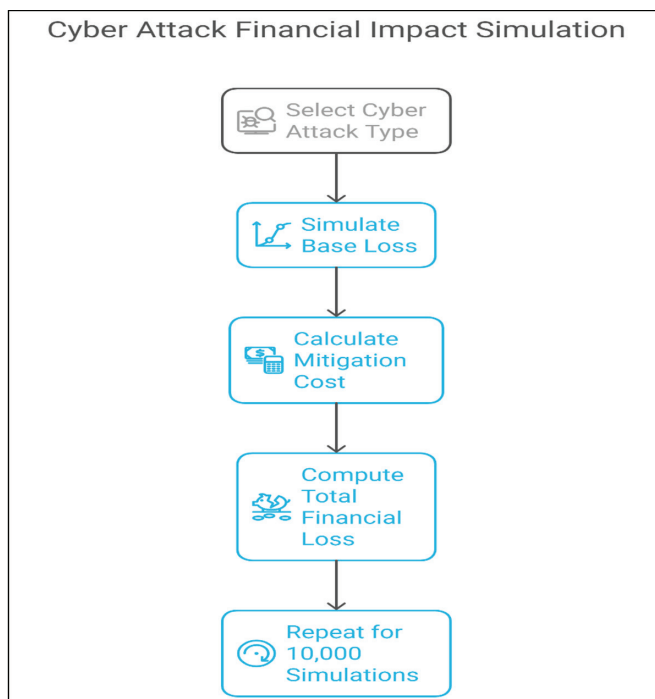 Cyber Attack Financial Impact Simulation
Select Cyber
Attack Type
Simulate
Base Loss
Calculate
Mitigation
Cost
Compute
Total
Financial
Loss
Repeat for
10,000
Simulations